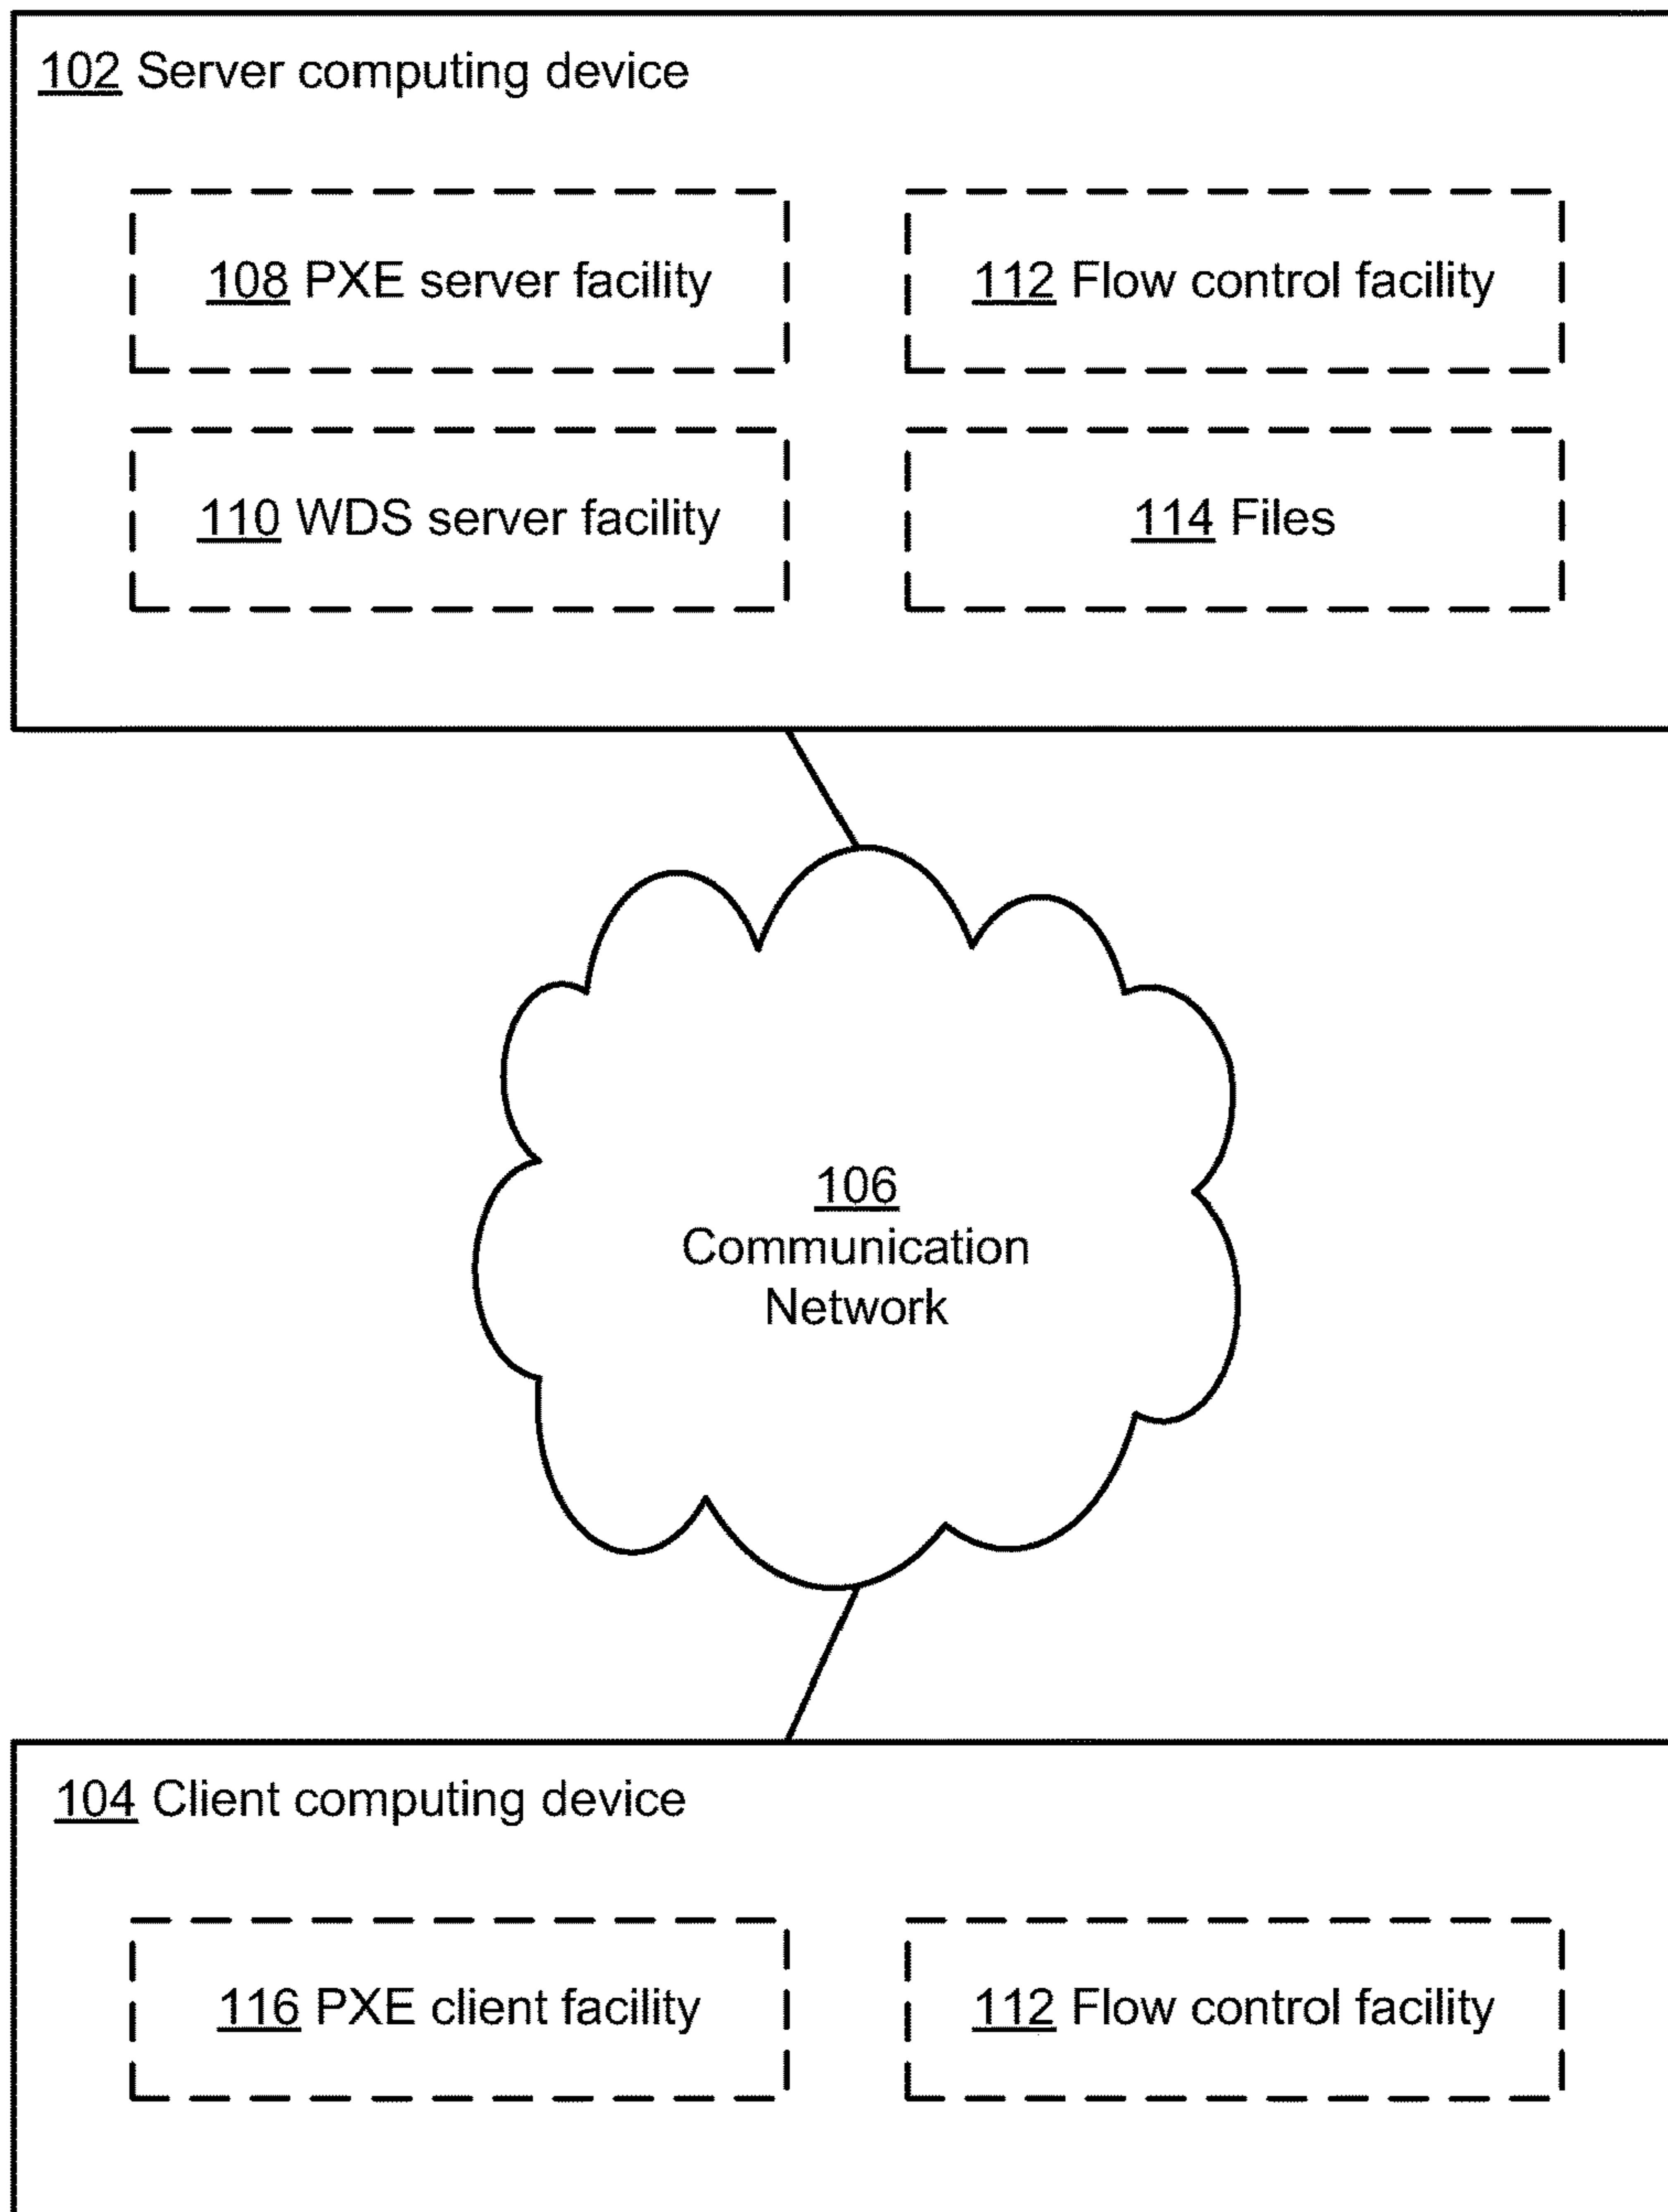 102 Server computing device
108 PXE server facility
112 Flow control facility
110 WDS server facility
114 Files
106
Communication
Network
104 Client computing device
116 PXE client facility
112 Flow control facility